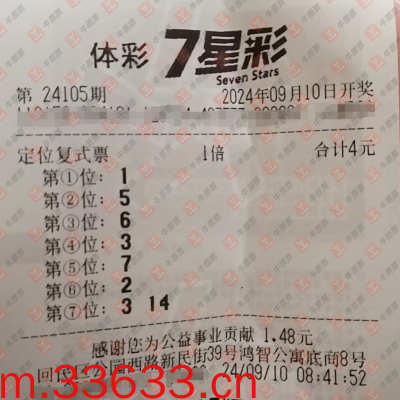 体彩 7星彩
Seven Stars
第 24105期 2024年09月10日开奖
定位复式票 1倍 合计4元
第①位: 1
第②位: 5
第③位: 6
第④位: 3
第⑤位: 7
第⑥位: 2
第⑦位: 3 14
感谢您为公益事业贡献 1.48元
公园西路新民街39号鸿智公寓底商8号
24/09/10 08:41:52
m.33633.com